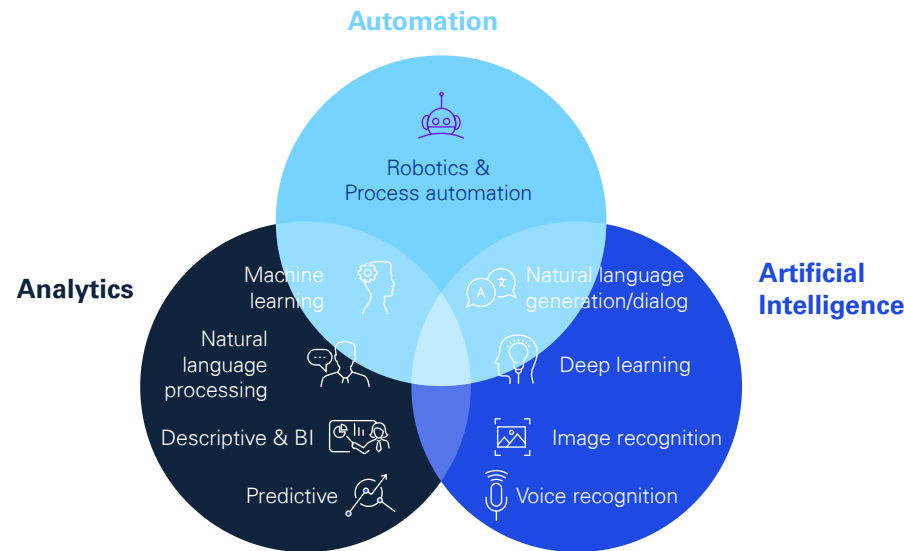 Automation
Robotics &
Process automation
Analytics
Machine
learning
Natural
language
processing
Descriptive & BI
Predictive
Artificial
Intelligence
A
Natural language
generation/dialog
Deep learning
Image recognition
Voice recognition